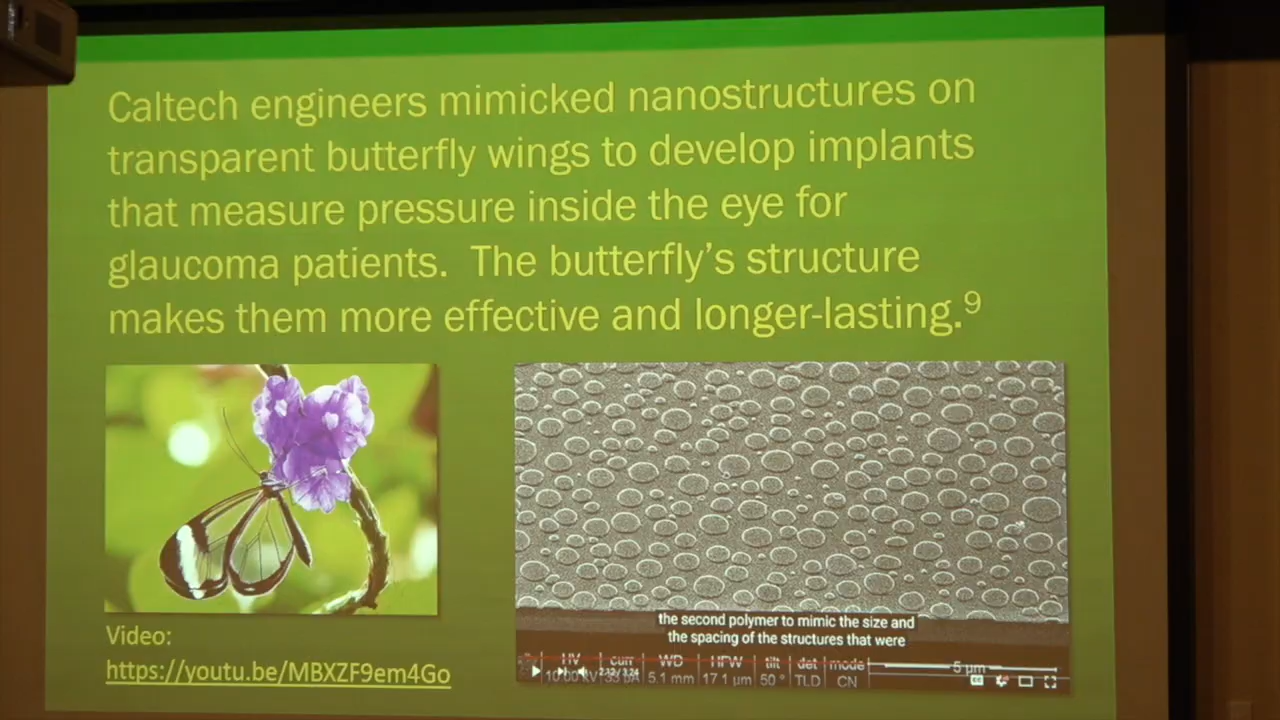 Caltech engineers mimicked nanostructures on
transparent butterfly wings to develop implants
that measure pressure inside the eye for
glaucoma patients. The butterfly's structure
makes them more effective and longer-lasting.⁹
Video:
https://youtu.be/MBXZF9em4Go
the second polymer to mimic the size and
the spacing of the structures that were
HV curr WD HFW tilt det mode 5 µm
5.1 mm 17.1 µm 50 ° TLD CN